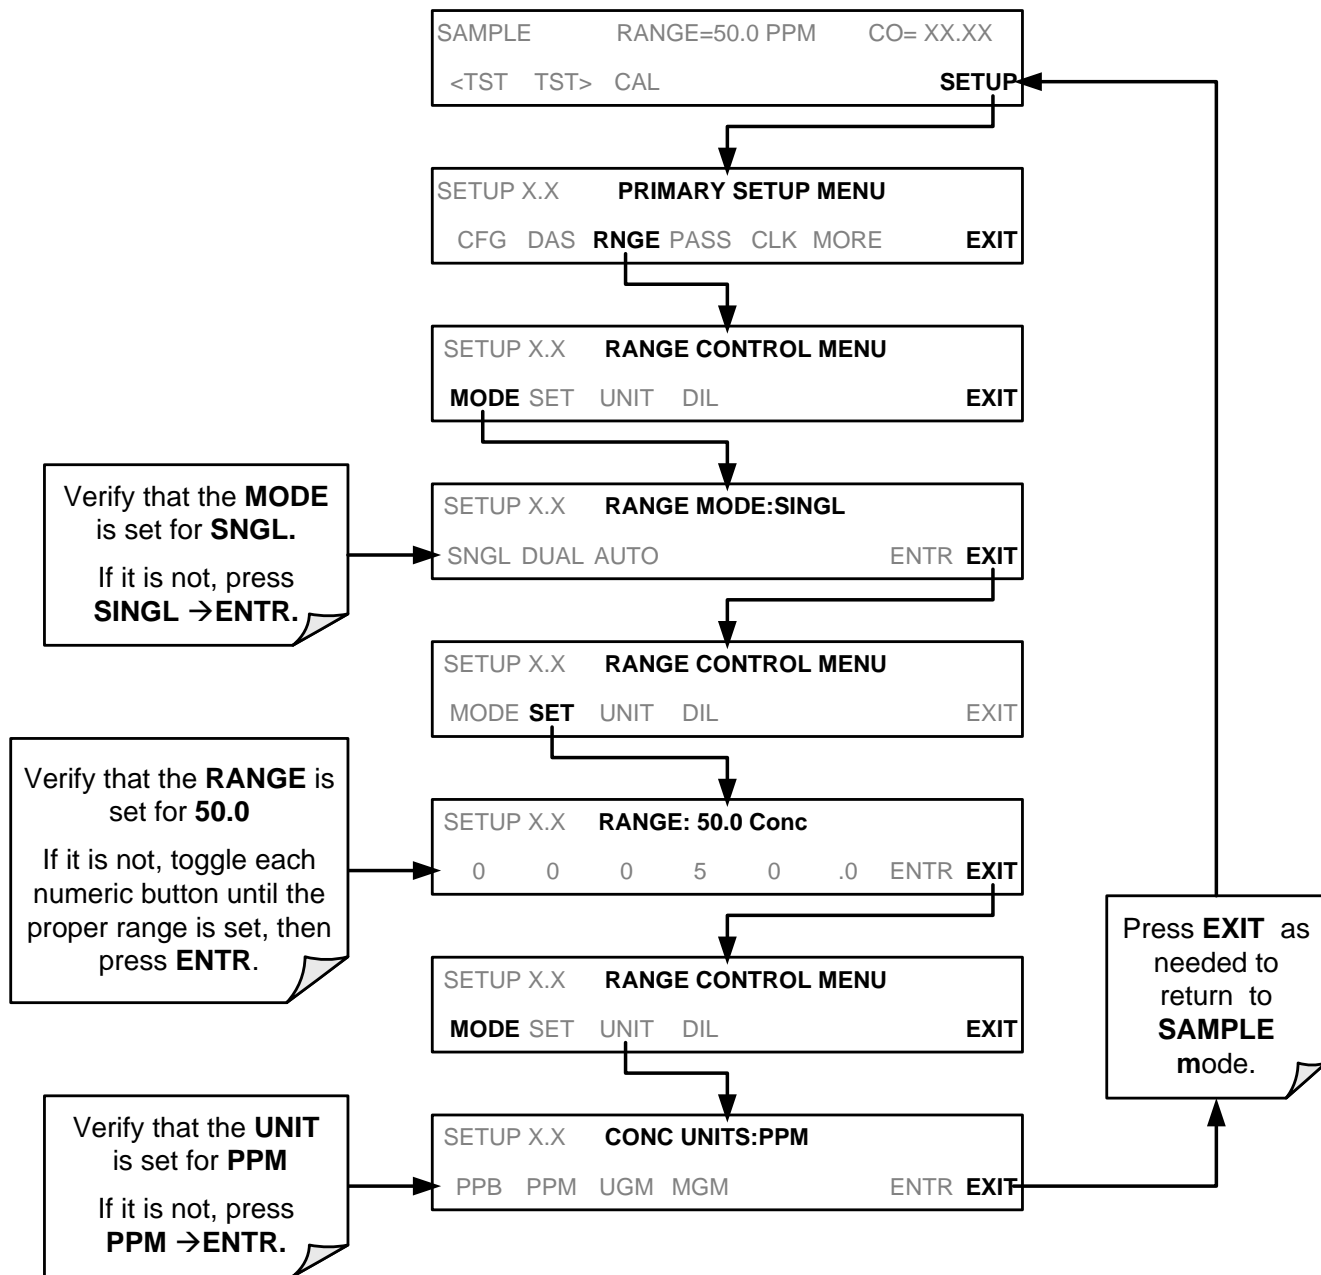 SAMPLE RANGE=50.0 PPM CO= XX.XX
<TST TST> CAL SETUP
SETUP X.X PRIMARY SETUP MENU
CFG DAS RNGE PASS CLK MORE EXIT
SETUP X.X RANGE CONTROL MENU
MODE SET UNIT DIL EXIT
Verify that the MODE
is set for SNGL.
If it is not, press
SINGL →ENTR.
SETUP X.X RANGE MODE:SINGL
SNGL DUAL AUTO ENTR EXIT
SETUP X.X RANGE CONTROL MENU
MODE SET UNIT DIL EXIT
Verify that the RANGE is
set for 50.0
If it is not, toggle each
numeric button until the
proper range is set, then
press ENTR.
SETUP X.X RANGE: 50.0 Conc
0 0 0 5 0 .0 ENTR EXIT
SETUP X.X RANGE CONTROL MENU
MODE SET UNIT DIL EXIT
Press EXIT as
needed to
return to
SAMPLE
mode.
Verify that the UNIT
is set for PPM
If it is not, press
PPM →ENTR.
SETUP X.X CONC UNITS:PPM
PPB PPM UGM MGM ENTR EXIT